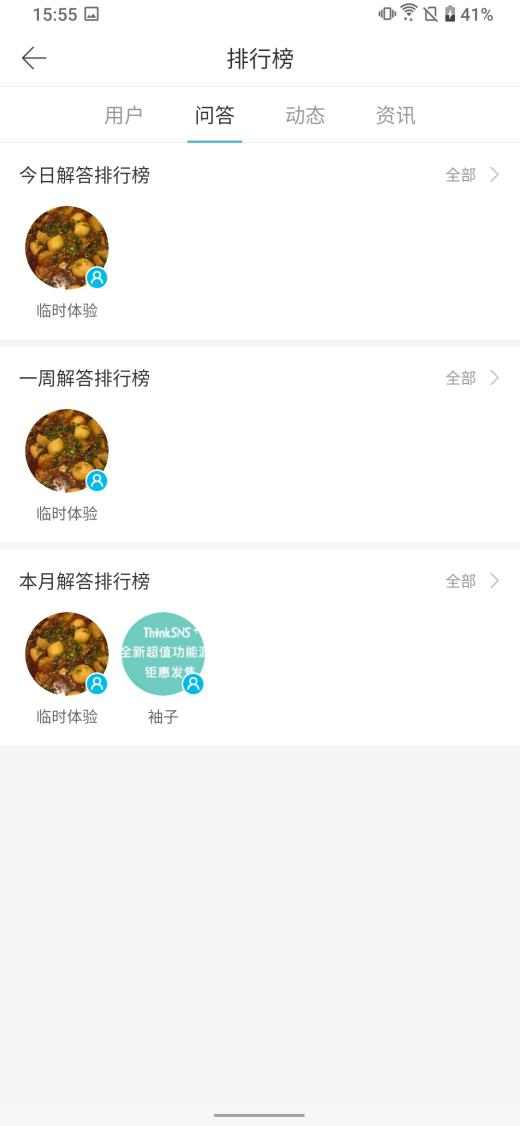 15:55 41%
排行榜
用户 问答 动态 资讯
今日解答排行榜 全部
临时体验
一周解答排行榜 全部
临时体验
本月解答排行榜 全部
ThinkSNS+
全新超值功能源
钜惠发售
临时体验 袖子